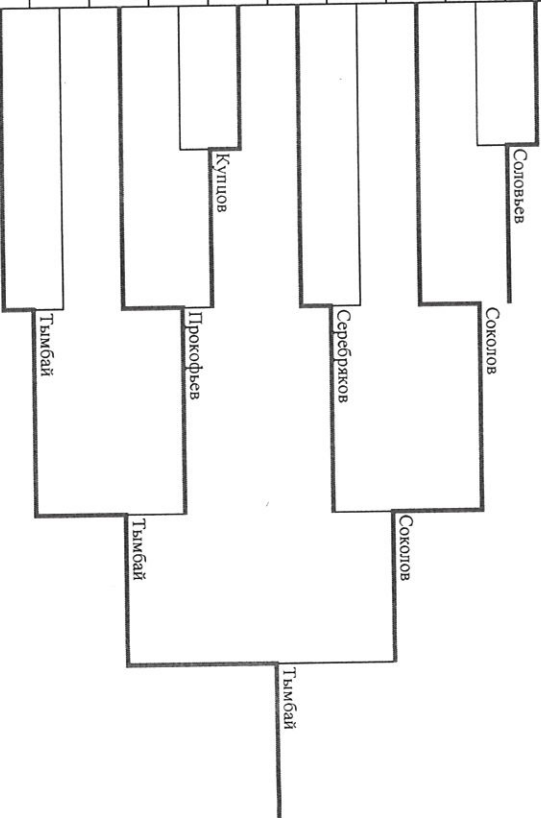 Соловьев
Купцов
Соколов
Серебряков
Прокофьев
Тымбай
Соколов
Тымбай
Тымбай